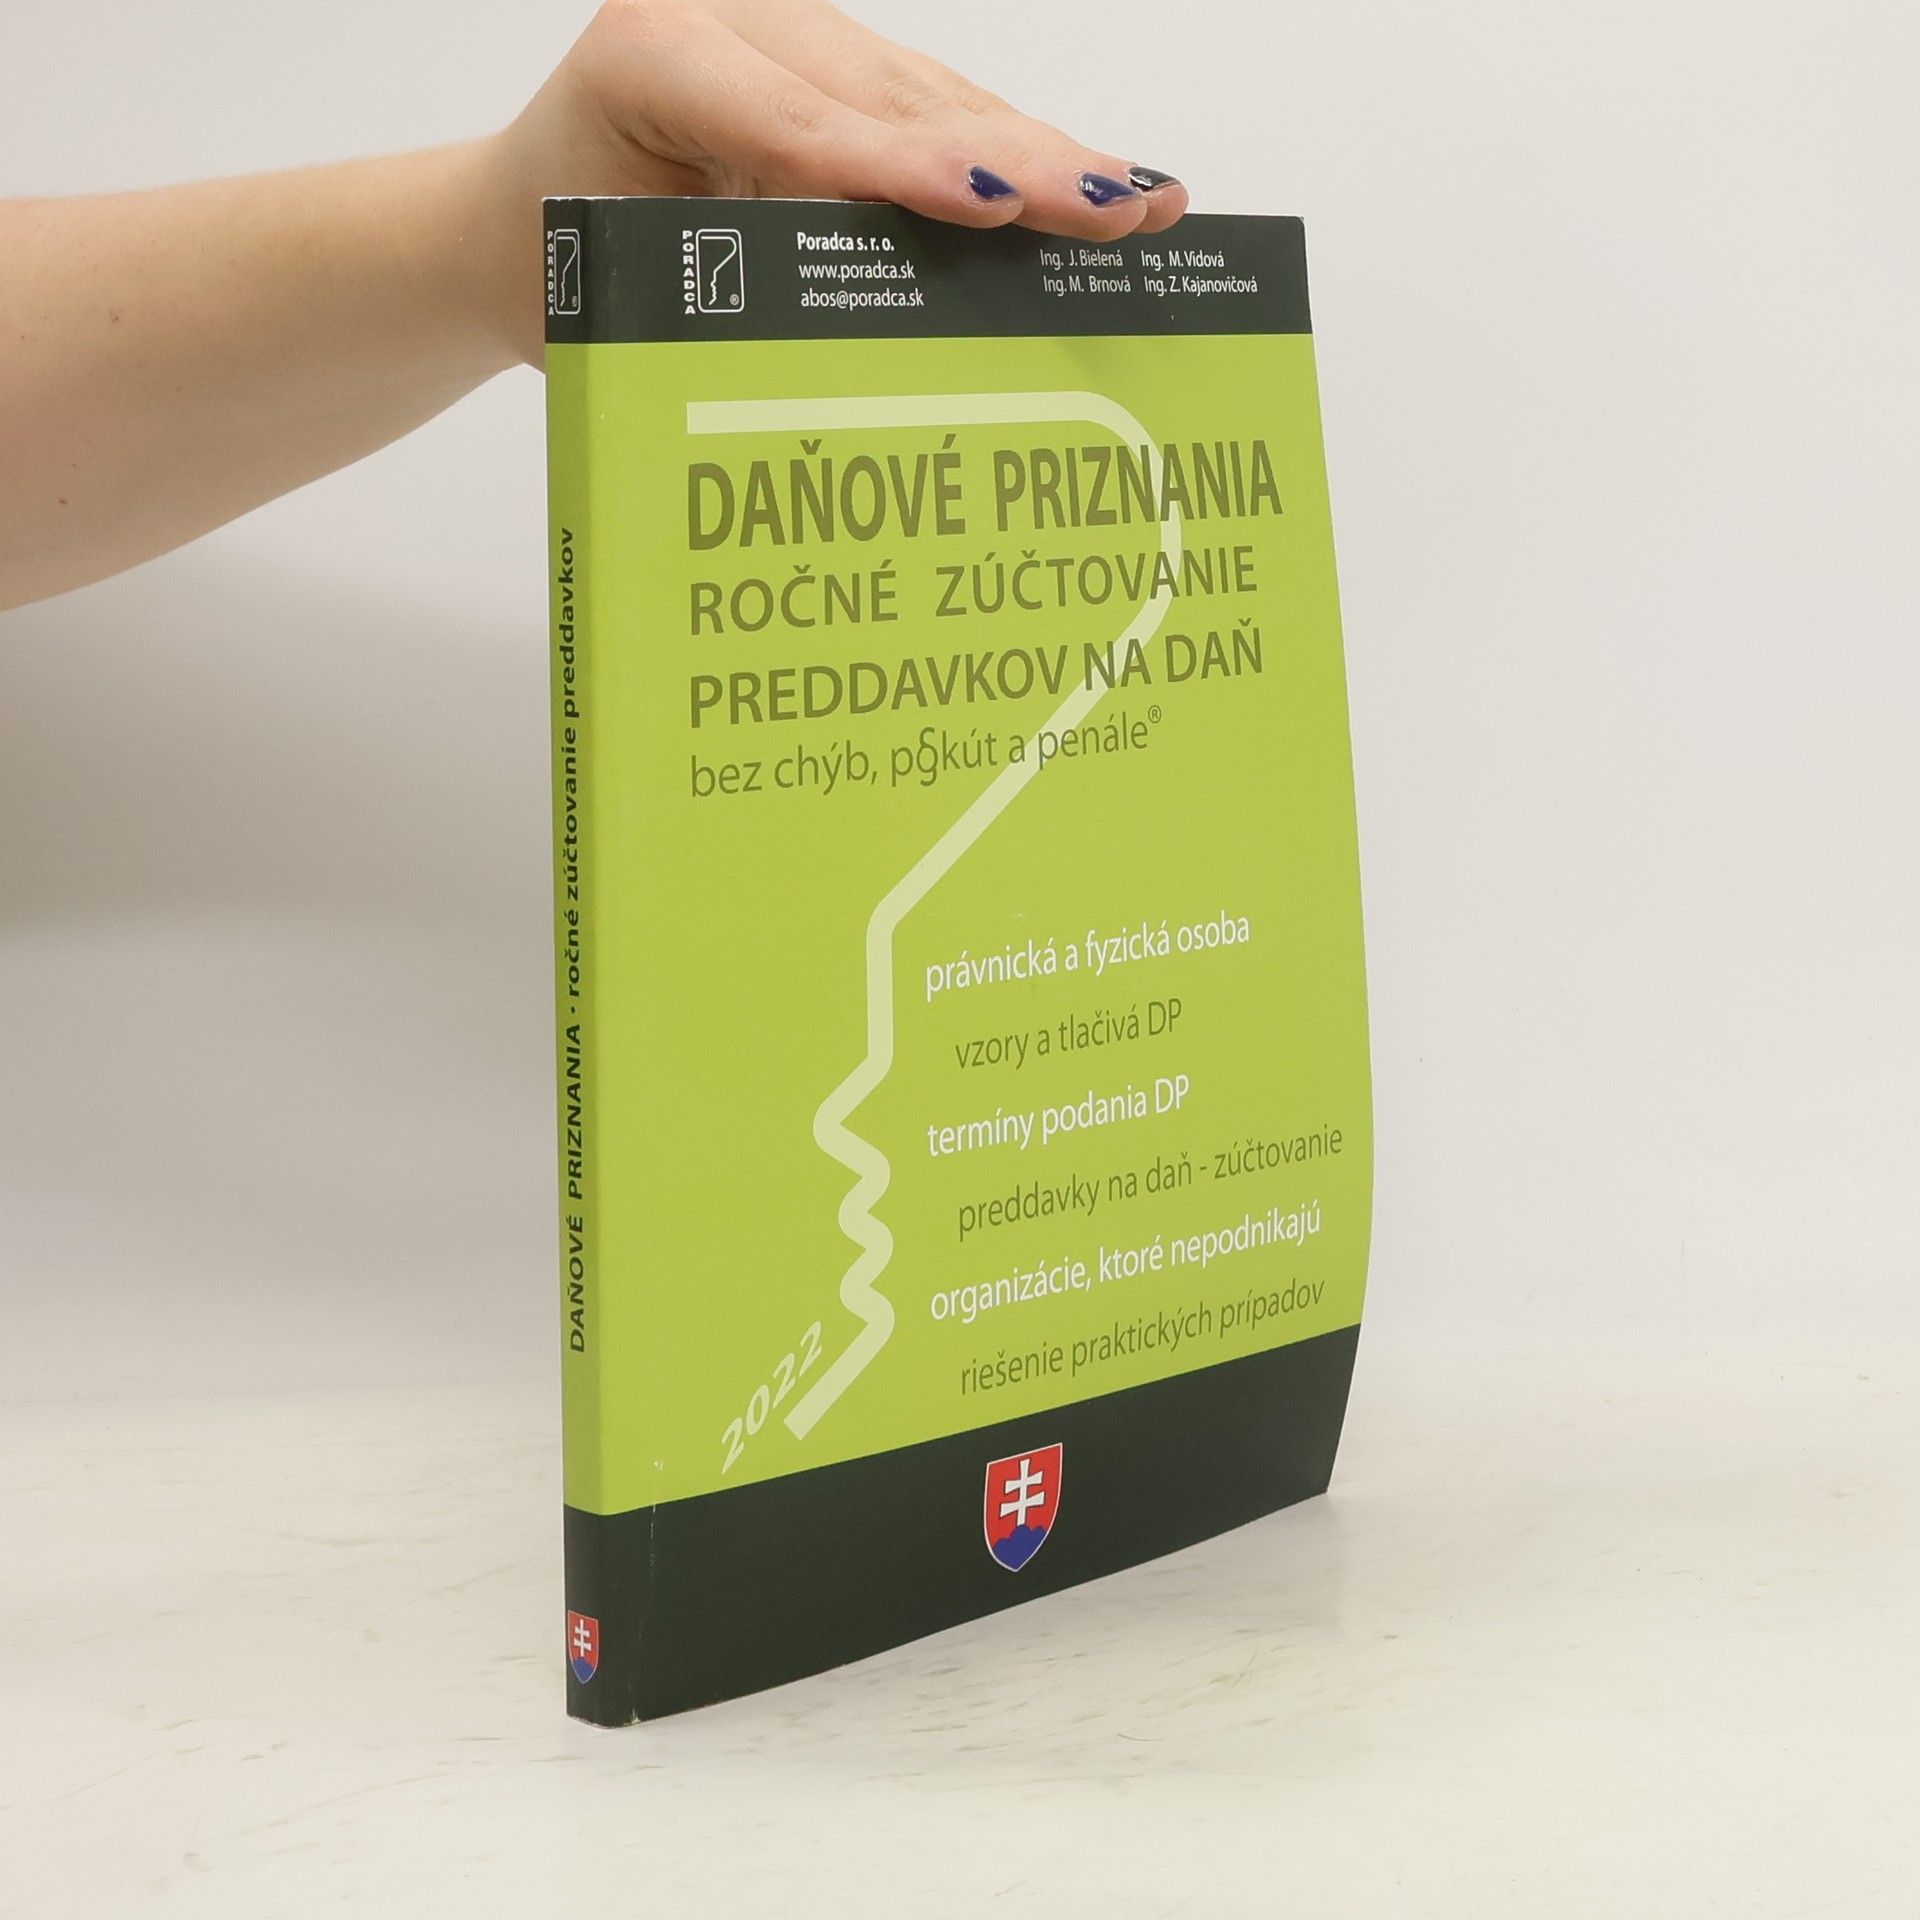 PORADCA
®
PORADCA
®
Poradca s. r. o.
www.poradca.sk
abos@poradca.sk
Ing. J. Bielená Ing. M. Vidová
Ing. M. Brnová Ing. Z. Kajanovičová
DAŇOVÉ PRIZNANIA
ROČNÉ ZÚČTOVANIE
PREDDAVKOV NA DAŇ
bez chýb, p§kút a penále®
právnická a fyzická osoba
vzory a tlačivá DP
termíny podania DP
preddavky na daň - zúčtovanie
organizácie, ktoré nepodnikajú
riešenie praktických prípadov
2022
DAŇOVÉ PRIZNANIA - ročné zúčtovanie preddavkov